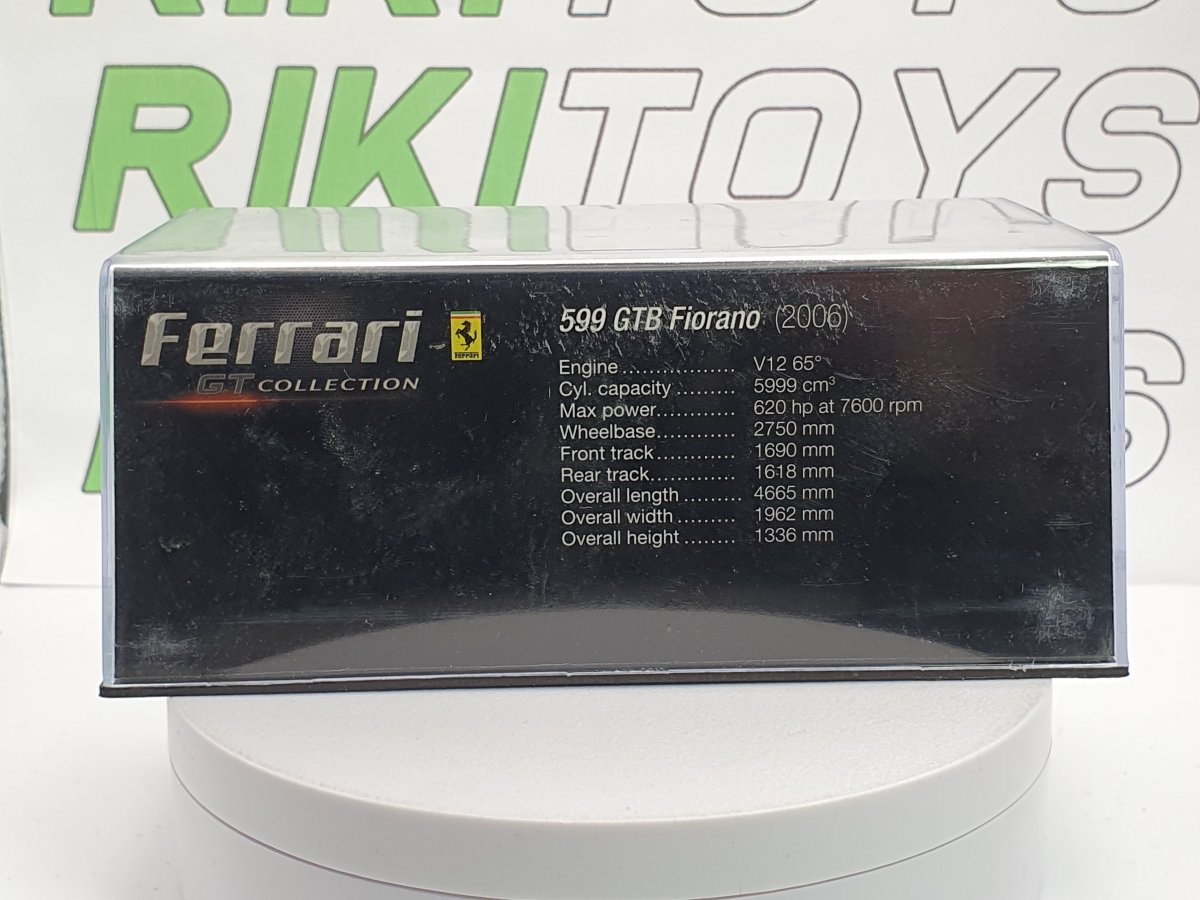 RIKITOYS
RIKITOYS
Ferrari
GT COLLECTION
Ferrari
599 GTB Fiorano (2006)
Engine ................ V12 65°
Cyl. capacity ......... 5999 cm³
Max power............ 620 hp at 7600 rpm
Wheelbase............ 2750 mm
Front track ............ 1690 mm
Rear track............. 1618 mm
Overall length ......... 4665 mm
Overall width ......... 1962 mm
Overall height ........ 1336 mm